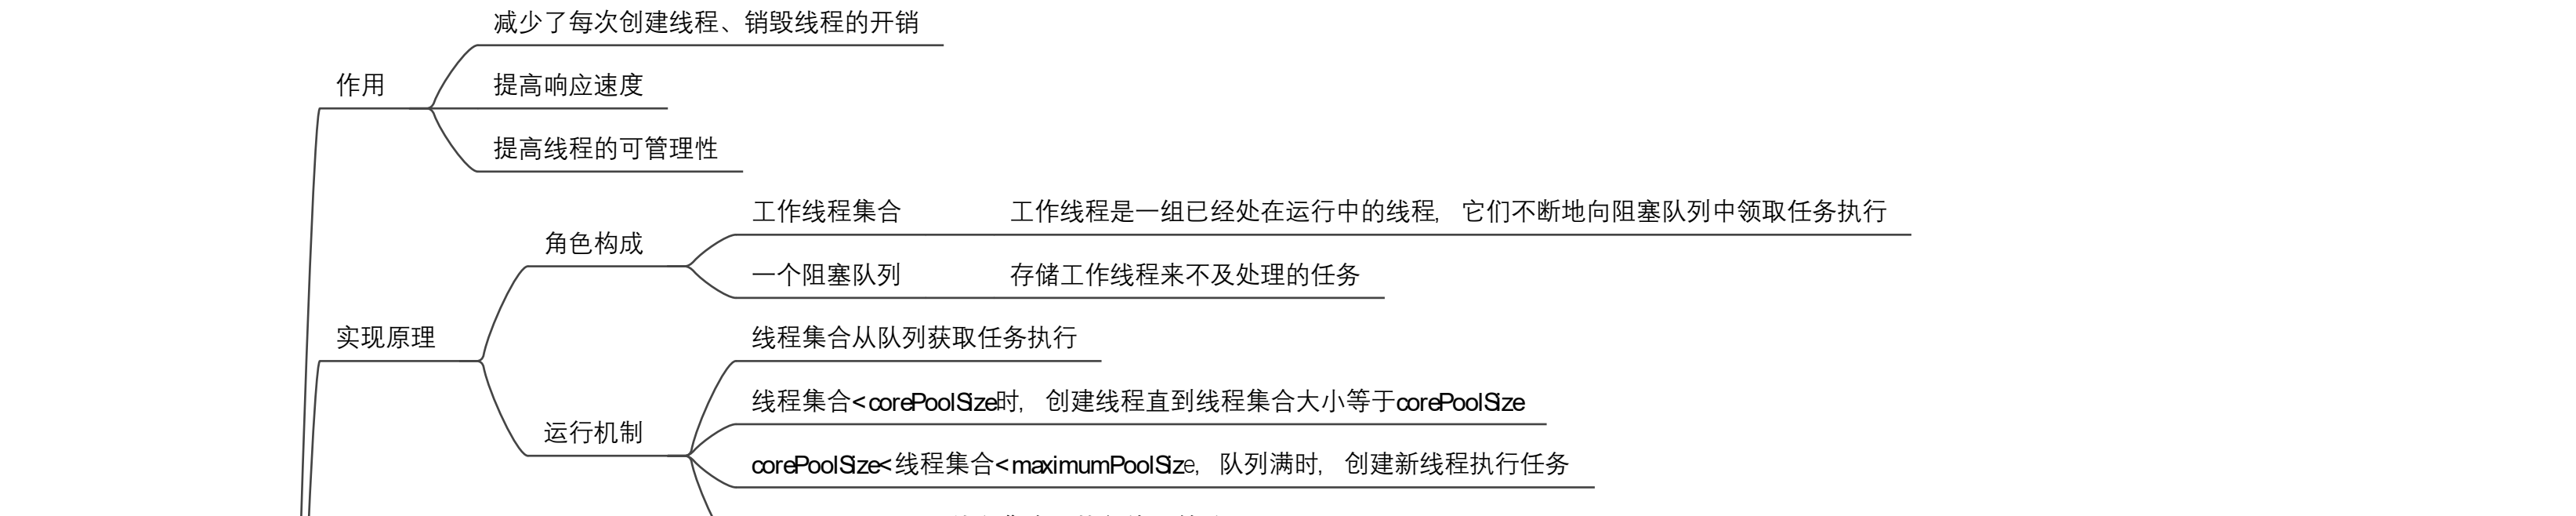 减少了每次创建线程、销毁线程的开销
作用
提高响应速度
提高线程的可管理性
工作线程集合 工作线程是一组已经处在运行中的线程，它们不断地向阻塞队列中领取任务执行
角色构成
一个阻塞队列 存储工作线程来不及处理的任务
实现原理
线程集合从队列获取任务执行
线程集合<corePoolSize时，创建线程直到线程集合大小等于corePoolSize
运行机制
corePoolSize<线程集合<maximumPoolSize，队列满时，创建新线程执行任务